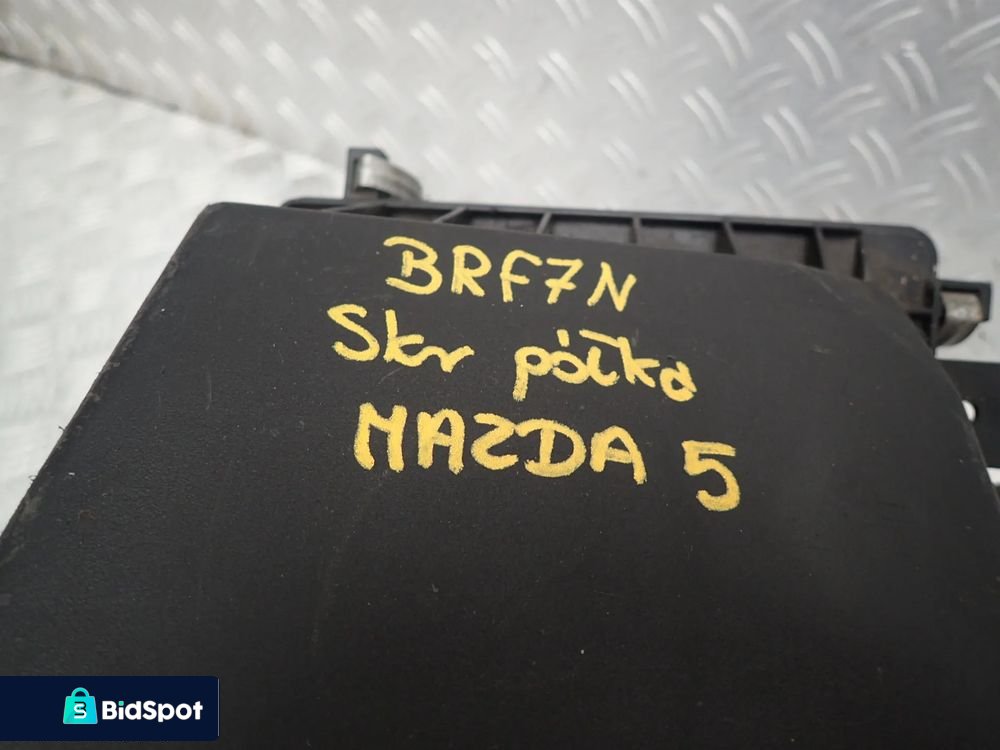 BRF7N
Skr półka
MAZDA 5
BidSpot